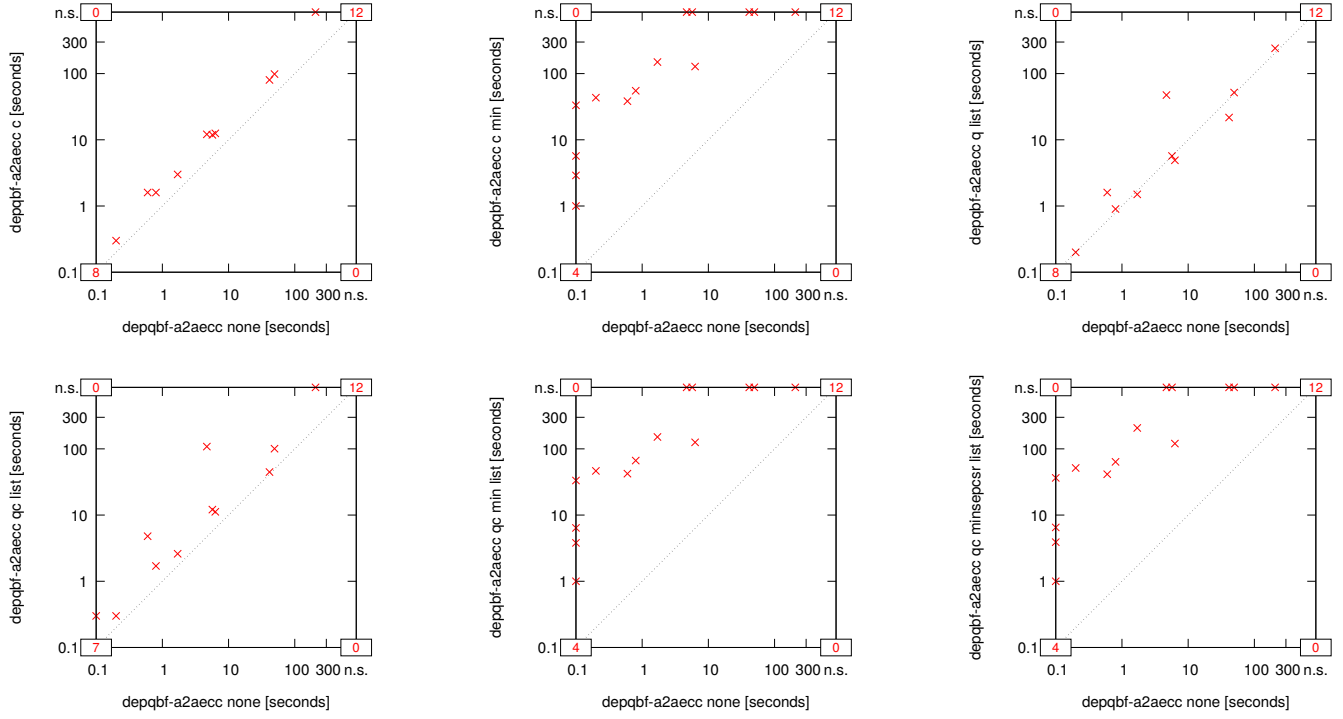 n.s. 0 12
300
100
10
1
0.1 8 0
0.1 1 10 100 300 n.s.
depqbf-a2aecc c [seconds]
depqbf-a2aecc none [seconds]
n.s. 0 12
300
100
10
1
0.1 4 0
0.1 1 10 100 300 n.s.
depqbf-a2aecc c min [seconds]
depqbf-a2aecc none [seconds]
n.s. 0 12
300
100
10
1
0.1 8 0
0.1 1 10 100 300 n.s.
depqbf-a2aecc q list [seconds]
depqbf-a2aecc none [seconds]
n.s. 0 12
300
100
10
1
0.1 7 0
0.1 1 10 100 300 n.s.
depqbf-a2aecc qc list [seconds]
depqbf-a2aecc none [seconds]
n.s. 0 12
300
100
10
1
0.1 4 0
0.1 1 10 100 300 n.s.
depqbf-a2aecc qc min list [seconds]
depqbf-a2aecc none [seconds]
n.s. 0 12
300
100
10
1
0.1 4 0
0.1 1 10 100 300 n.s.
depqbf-a2aecc qc minsepcsr list [seconds]
depqbf-a2aecc none [seconds]